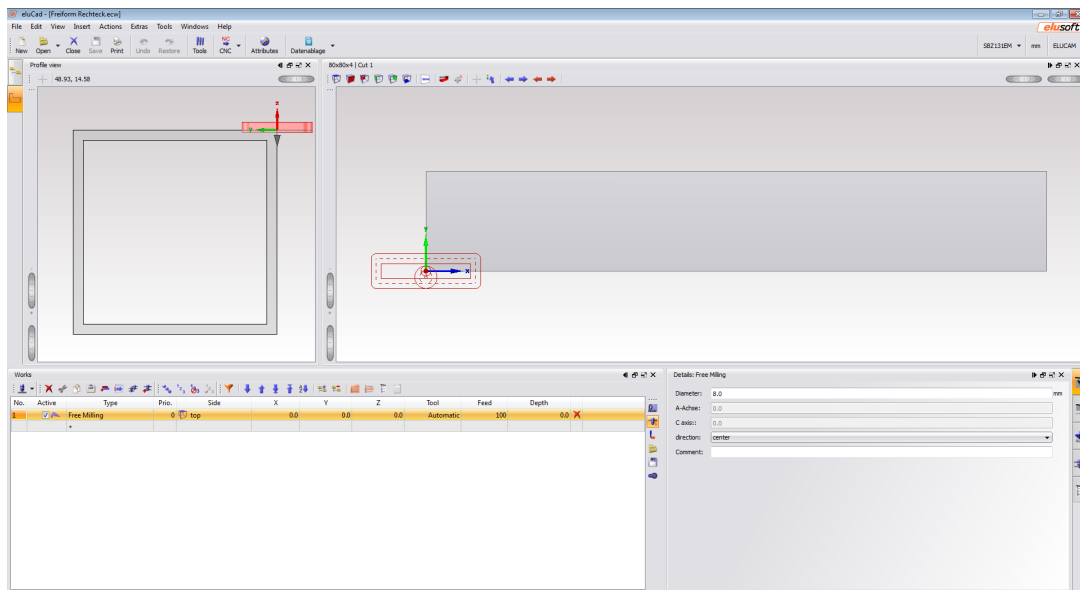 eluCad - [Freiform Rechteck.ecw]
File Edit View Insert Actions Extras Tools Windows Help
elusoft
New Open Close Save Print Undo Restore Tools CNC Attributes Datenablage
NC
SBZ131EM mm ELUCAM
Profile view
80x80x4 | Cut 1
48.93, 14.58
z
Y
Y
x
Works
No. Active Type Prio. Side X Y Z Tool Feed Depth
1 Free Milling 0 top 0.0 0.0 0.0 Automatic 100 0.0
*
Details: Free Milling
Diameter: 8.0 mm
A-Achse: 0.0
C axis:: 0.0
direction: center
Comment: